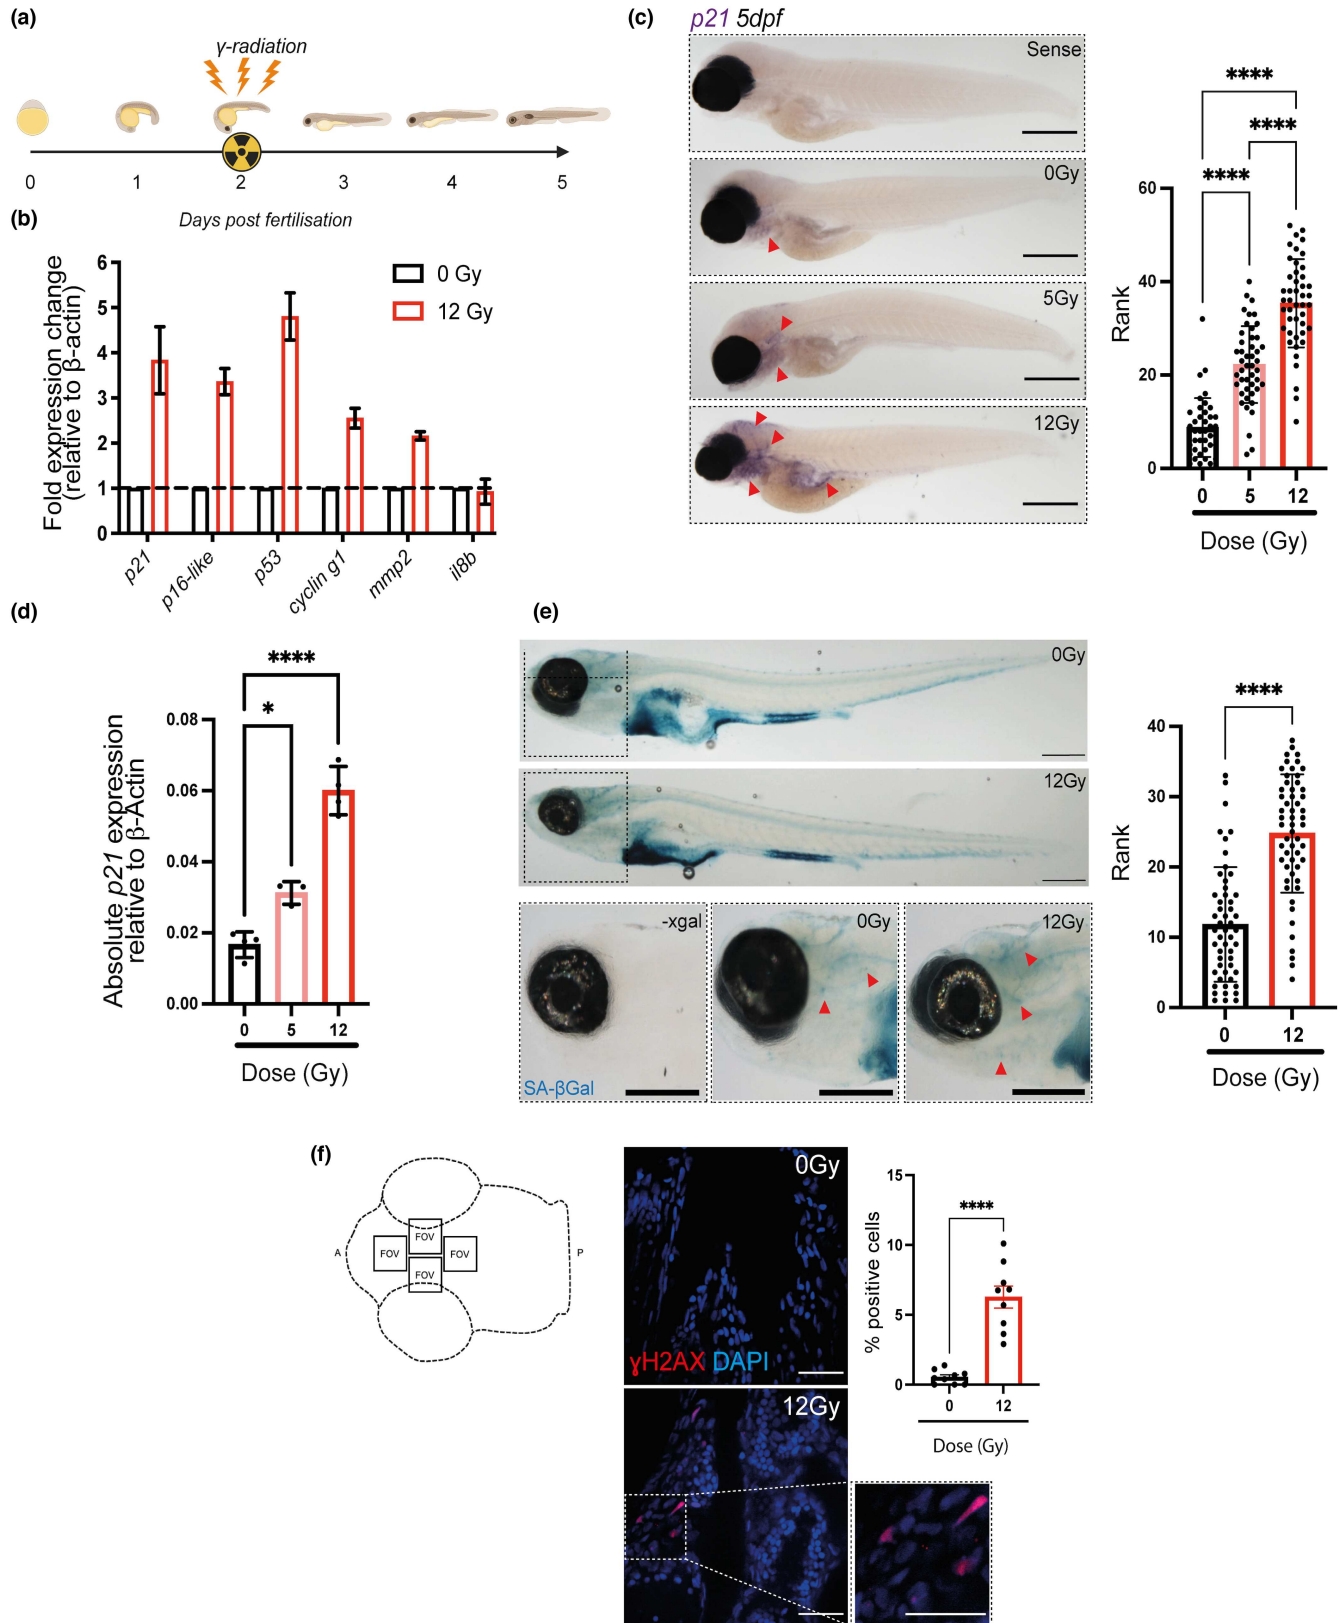 (a)
γ-radiation
0 1 2 3 4 5
Days post fertilisation
(b)
Fold expression change
(relative to β-actin)
6
5
4
3
2
1
0
0 Gy
12 Gy
p21
p16-like
p53
cyclin g1
mmp2
il8b
(c)
p21 5dpf
Sense
0Gy
5Gy
12Gy
****
****
****
Rank
60
40
20
0
0 5 12
Dose (Gy)
(d)
****
*
Absolute p21 expression
relative to β-Actin
0.08
0.06
0.04
0.02
0.00
0 5 12
Dose (Gy)
(e)
0Gy
12Gy
-xgal
SA-βGal
0Gy
12Gy
****
Rank
40
30
20
10
0
0 12
Dose (Gy)
(f)
A
FOV
FOV
FOV
FOV
P
0Gy
γH2AX DAPI
12Gy
****
% positive cells
15
10
5
0
0 12
Dose (Gy)